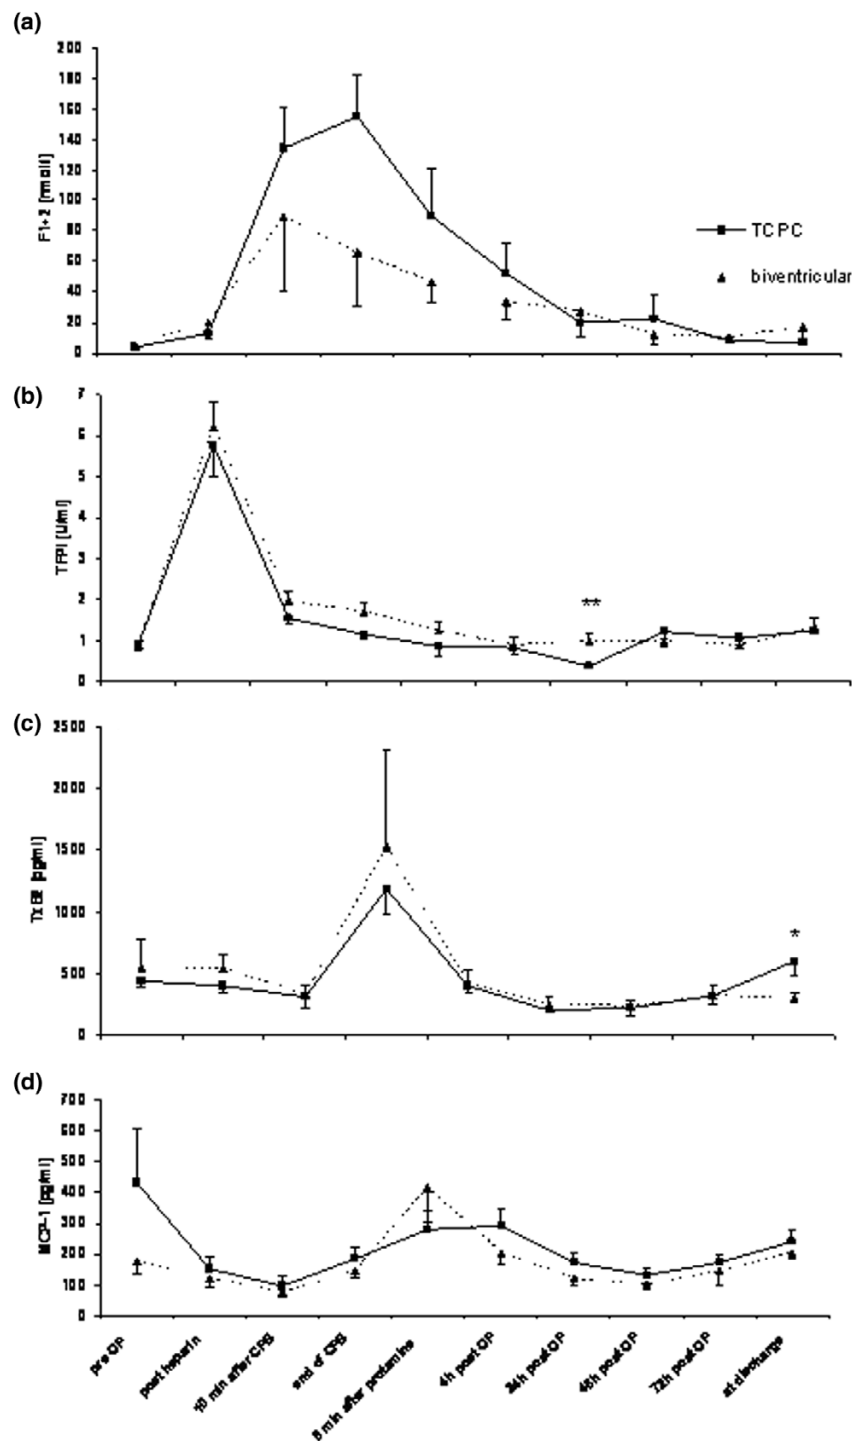 (a)
F1+2 [nmol/l]
200
180
160
140
120
100
80
60
40
20
0
TCPC
biventricular
(b)
TFPI [U/ml]
7
6
5
4
3
2
1
0
**
(c)
TxB2 [pg/ml]
2500
2000
1500
1000
500
0
*
(d)
MCP-1 [pg/ml]
700
600
500
400
300
200
100
0
pre OP
post heparin
10 min after CPB
end of CPB
5 min after protamine
4h post OP
24h post OP
48h post OP
72h post OP
at discharge